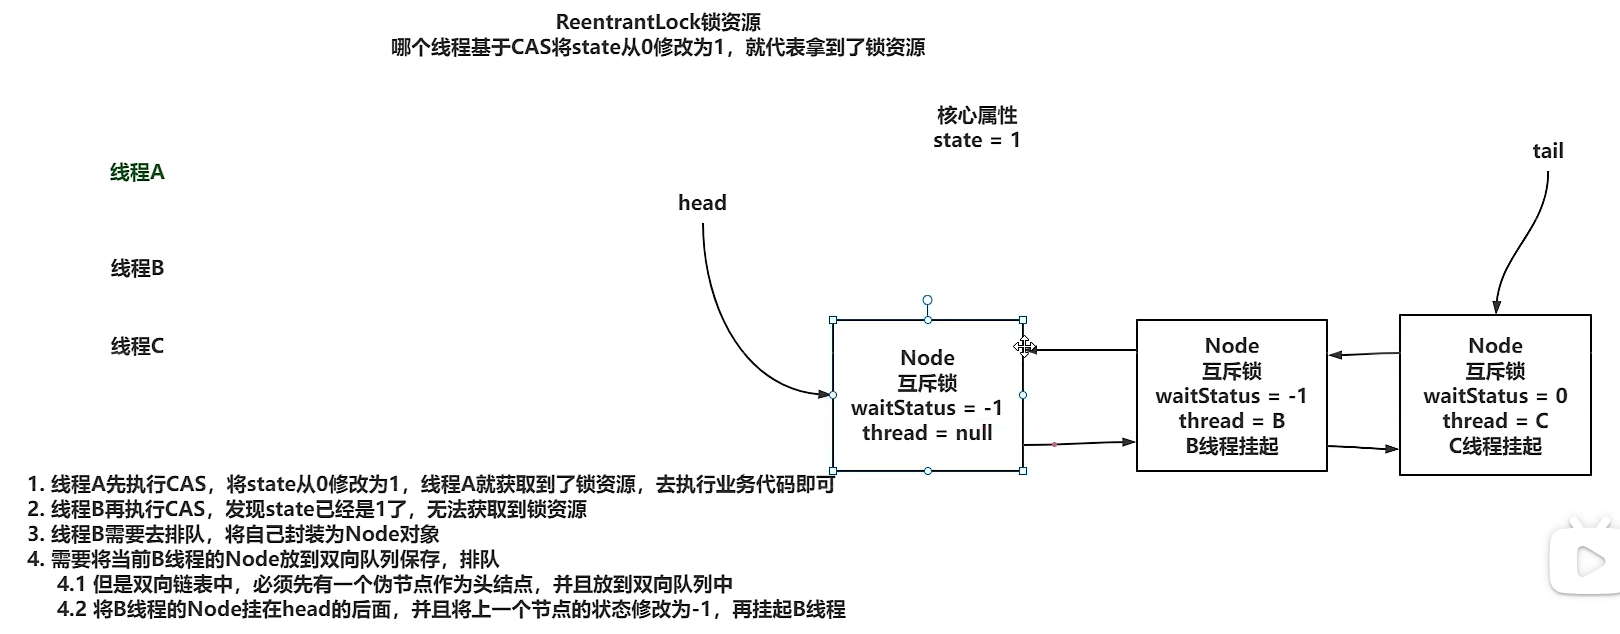 ReentrantLock锁资源
哪个线程基于CAS将state从0修改为1，就代表拿到了锁资源
核心属性
state = 1
tail
线程A
head
线程B
线程C
Node
互斥锁
waitStatus = -1
thread = null
Node
互斥锁
waitStatus = -1
thread = B
B线程挂起
Node
互斥锁
waitStatus = 0
thread = C
C线程挂起
1. 线程A先执行CAS，将state从0修改为1，线程A就获取到了锁资源，去执行业务代码即可
2. 线程B再执行CAS，发现state已经是1了，无法获取到锁资源
3. 线程B需要去排队，将自己封装为Node对象
4. 需要将当前B线程的Node放到双向队列保存，排队
4.1 但是双向链表中，必须先有一个伪节点作为头结点，并且放到双向队列中
4.2 将B线程的Node挂在head的后面，并且将上一个节点的状态修改为-1，再挂起B线程